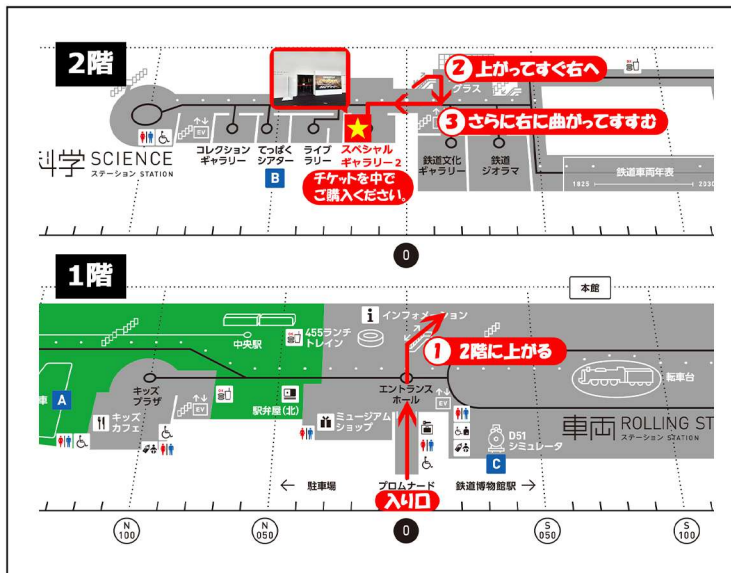 2階
② 上がってすぐ右へ
グラス
③ さらに右に曲がってすすむ
EV
EV
科学 SCIENCE
ステーション STATION
コレクション
ギャラリー
てっぱく
シアター
ライブ
ラリー
スペシャル
ギャラリー2
鉄道文化
ギャラリー
鉄道
ジオラマ
鉄道車両年表
1825
2030
B
チケットを中で
ご購入ください。
0
1階
本館
i インフォメーション
中央駅
455ランチ
トレイン
① 2階に上がる
キッズ
プラザ
エントランス
ホール
転車台
車
A
EV
駅弁屋(北)
EV
キッズ
カフェ
ミュージアム
ショップ
D51
シミュレータ
車両 ROLLING ST
ステーション STATION
C
← 駐車場
プロムナード
鉄道博物館駅 →
入り口
N
100
N
050
0
S
050
S
100